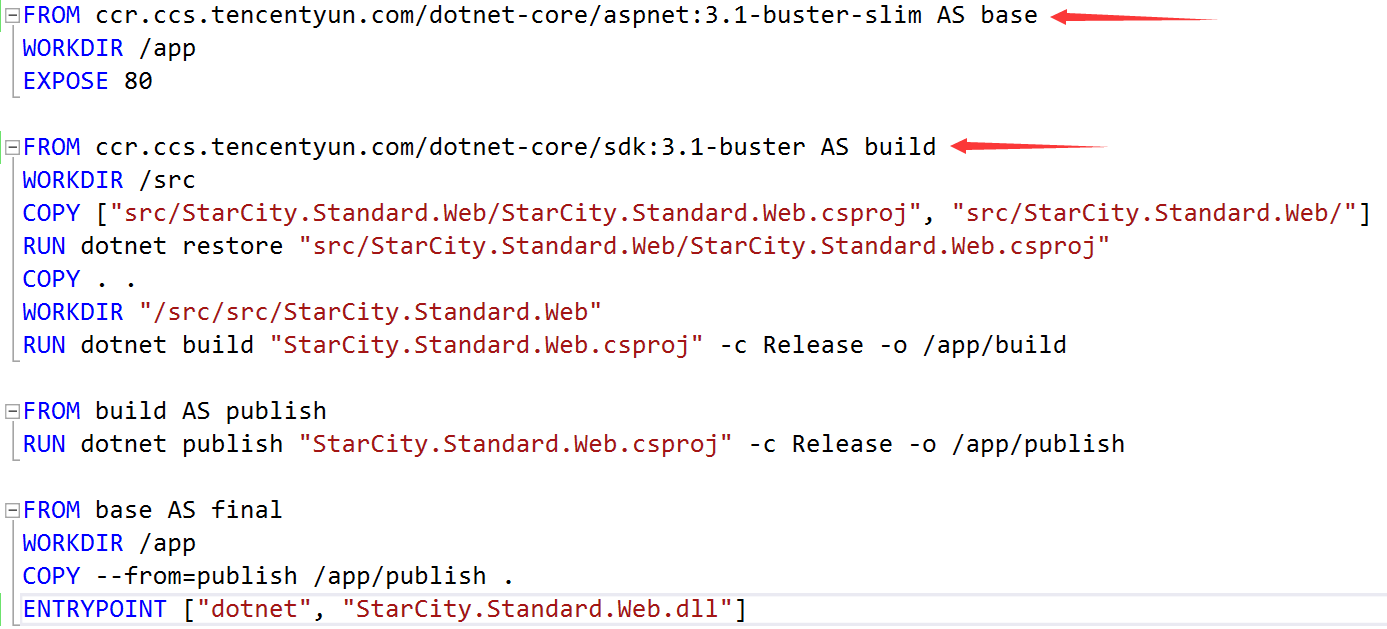 FROM ccr.ccs.tencentyun.com/dotnet-core/aspnet:3.1-buster-slim AS base
WORKDIR /app
EXPOSE 80
FROM ccr.ccs.tencentyun.com/dotnet-core/sdk:3.1-buster AS build
WORKDIR /src
COPY ["src/StarCity.Standard.Web/StarCity.Standard.Web.csproj", "src/StarCity.Standard.Web/"]
RUN dotnet restore "src/StarCity.Standard.Web/StarCity.Standard.Web.csproj"
COPY . .
WORKDIR "/src/src/StarCity.Standard.Web"
RUN dotnet build "StarCity.Standard.Web.csproj" -c Release -o /app/build
FROM build AS publish
RUN dotnet publish "StarCity.Standard.Web.csproj" -c Release -o /app/publish
FROM base AS final
WORKDIR /app
COPY --from=publish /app/publish .
ENTRYPOINT ["dotnet", "StarCity.Standard.Web.dll"]